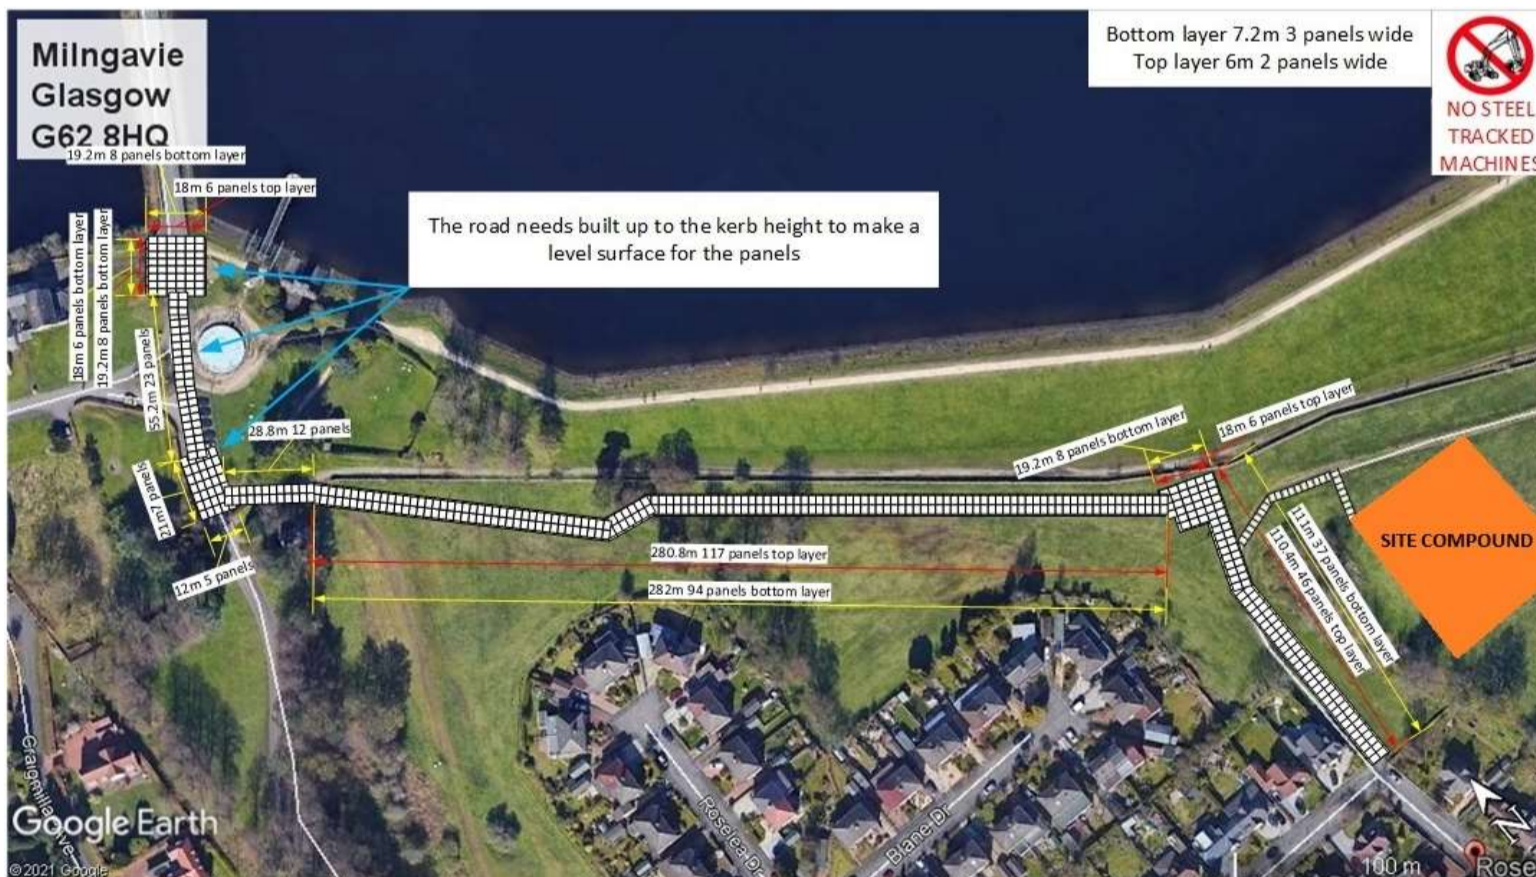 Milngavie
Glasgow
G62 8HQ
Bottom layer 7.2m 3 panels wide
Top layer 6m 2 panels wide
NO STEEL
TRACKED
MACHINES
19.2m 8 panels bottom layer
18m 6 panels top layer
The road needs built up to the kerb height to make a
level surface for the panels
18m 6 panels bottom layer
19.2m 8 panels bottom layer
55.2m 23 panels
28.8m 12 panels
21m7 panels
12m 5 panels
19.2m 8 panels bottom layer
18m 6 panels top layer
280.8m 117 panels top layer
282m 94 panels bottom layer
111m 37 panels bottom layer
110.4m 46 panels top layer
SITE COMPOUND
Roselea Dr
Blane Dr
N
Google Earth
© 2021 Google
100 m
Rose